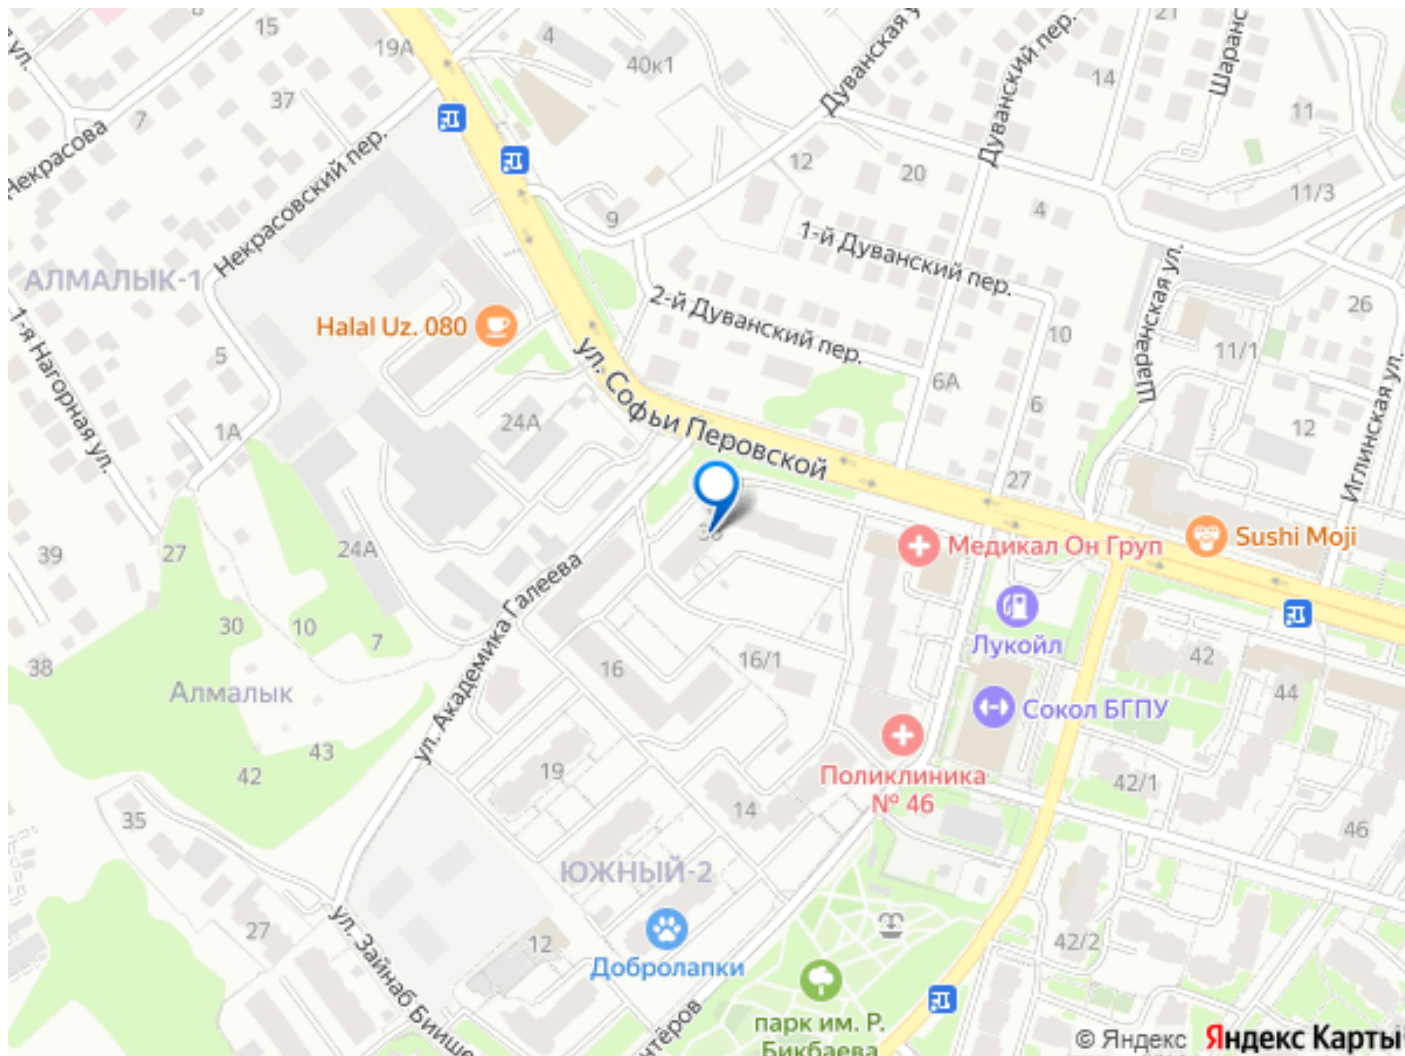 15
19А
4
40к1
Дуванская
Дуванский пер.
21
14
Шаранс
ул.
37
7
Некрасова
Некрасовский пер.
11
11/3
12
20
4
9
1-й Дуванский пер.
АЛМАЛЫК-1
2-й Дуванский пер.
Шаранская ул.
26
Halal Uz. 080
1-я Нагорная ул.
5
10
11/1
6А
6
ул. Софьи Перовской
24А
1А
12
Иглинская ул.
27
39
27
24А
Медикал Он Груп
Sushi Moji
ул. Академика Галеева
30
10
7
Лукойл
38
Алмалык
16
16/1
42
44
Сокол БГПУ
43
42
19
Поликлиника
№ 46
42/1
35
14
46
ЮЖНЫЙ-2
27
ул. Зайнаб Биише
12
Добролапки
42/2
парк им. Р.
Бикбаева
нтёров
© Яндекс Яндекс Карты